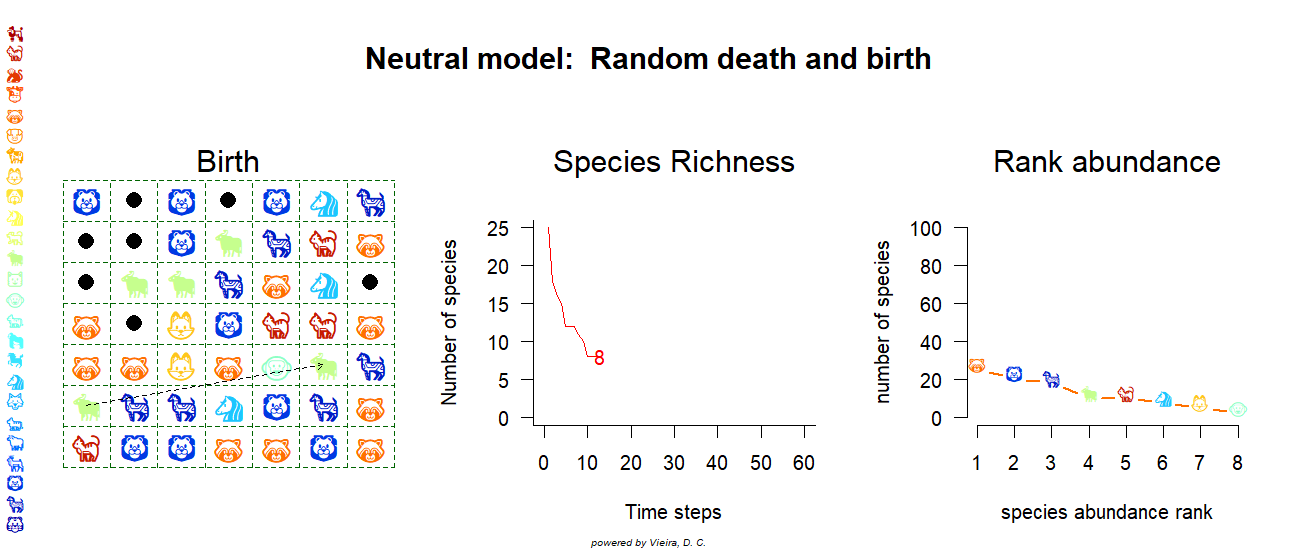 Neutral model:  Random death and birth
Birth
Species Richness
Number of species
25
20
15
10
5
0
8
0 10 20 30 40 50 60
Time steps
Rank abundance
number of species
100
80
60
40
20
0
1 2 3 4 5 6 7 8
species abundance rank
powered by Vieira, D. C.